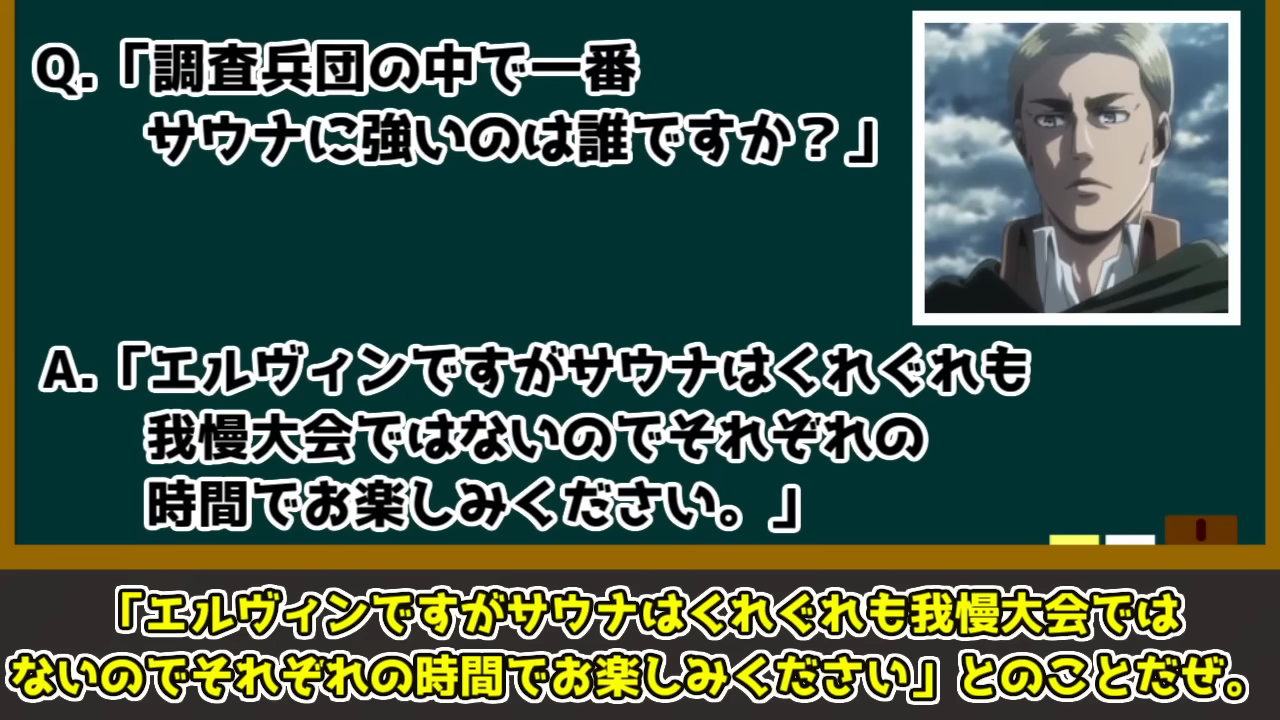 Q.「調査兵団の中で一番
サウナに強いのは誰ですか？」
A.「エルヴィンですがサウナはくれぐれも
我慢大会ではないのでそれぞれの
時間でお楽しみください。」
「エルヴィンですがサウナはくれぐれも我慢大会では
ないのでそれぞれの時間でお楽しみください」とのことだぜ。